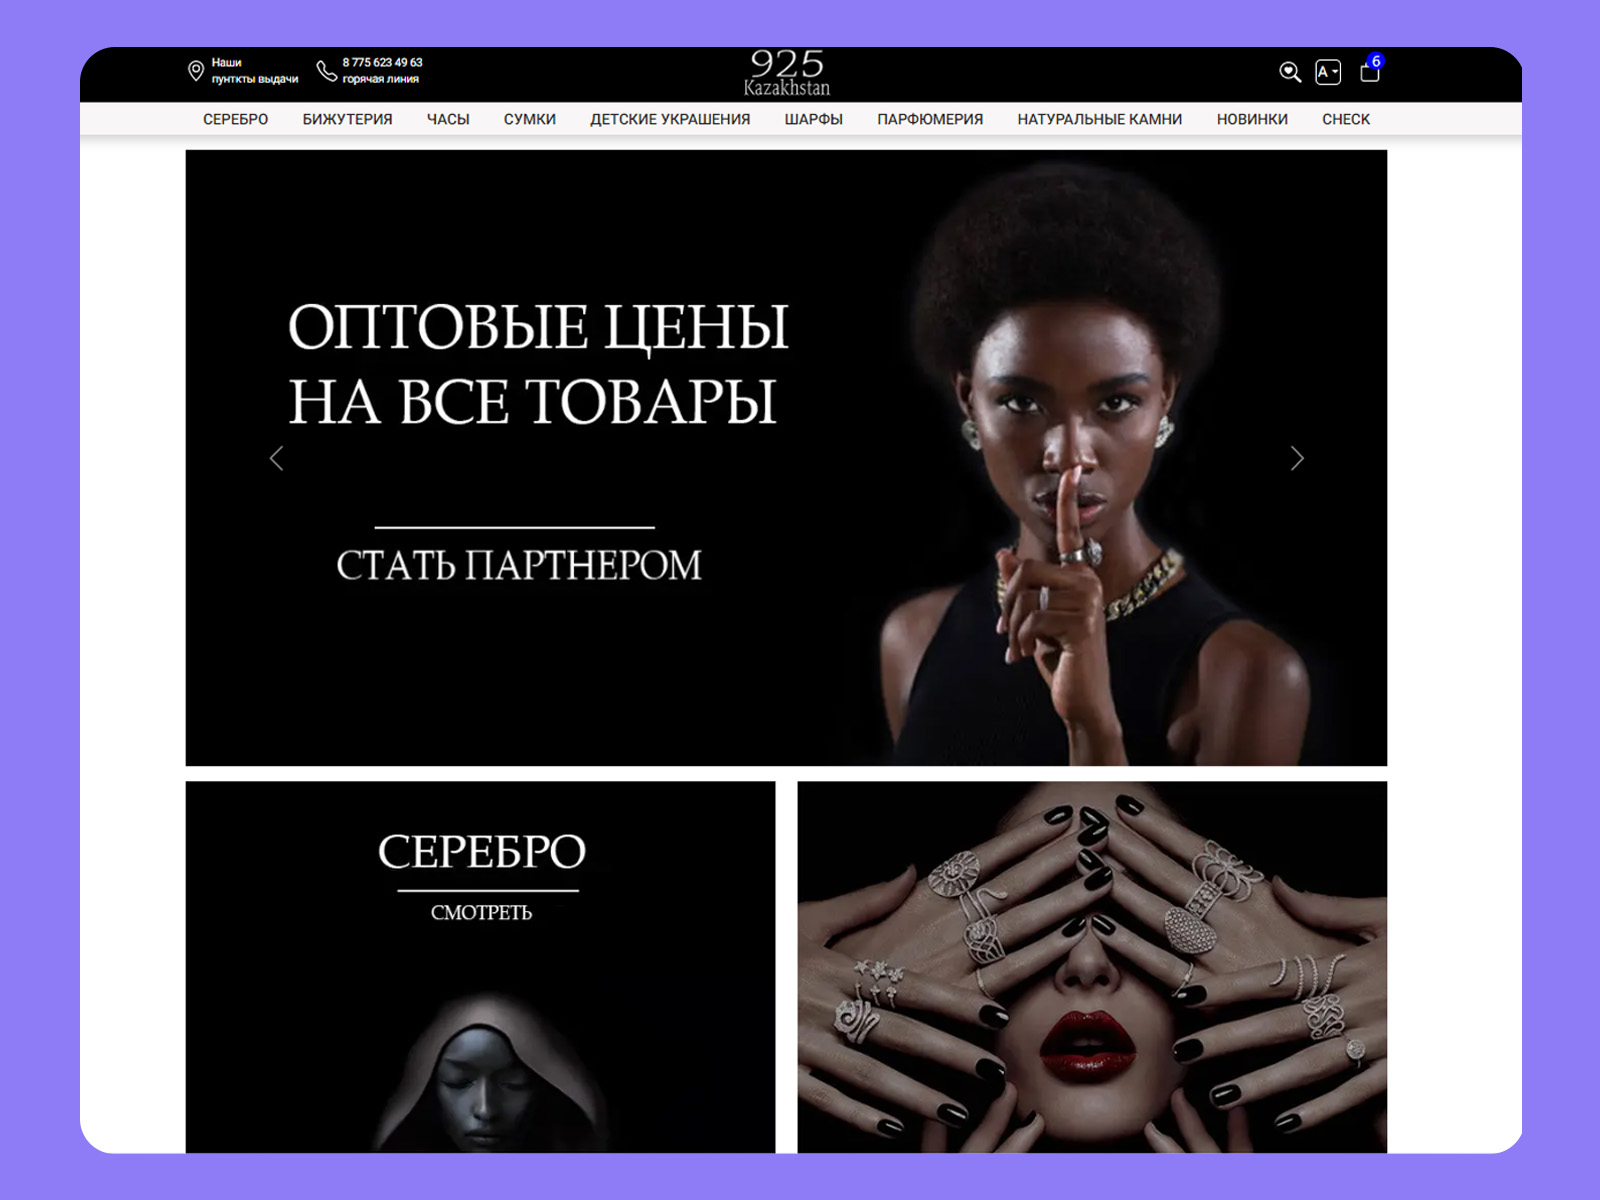 Наши
пунткты выдачи
8 775 623 49 63
горячая линия
925
Kazakhstan
A
6
СЕРЕБРО БИЖУТЕРИЯ ЧАСЫ СУМКИ ДЕТСКИЕ УКРАШЕНИЯ ШАРФЫ ПАРФЮМЕРИЯ НАТУРАЛЬНЫЕ КАМНИ НОВИНКИ CHECK
ОПТОВЫЕ ЦЕНЫ
НА ВСЕ ТОВАРЫ
СТАТЬ ПАРТНЕРОМ
СЕРЕБРО
СМОТРЕТЬ